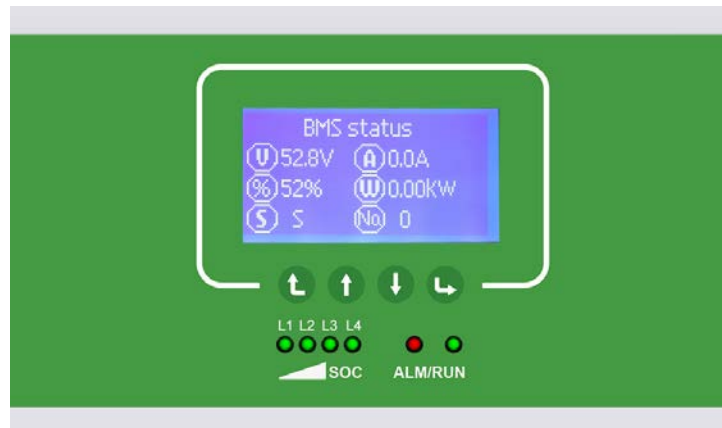 BMS status
V 52.8V A 0.0A
% 52% W 0.00KW
S S No 0
L1 L2 L3 L4
SOC ALM/RUN